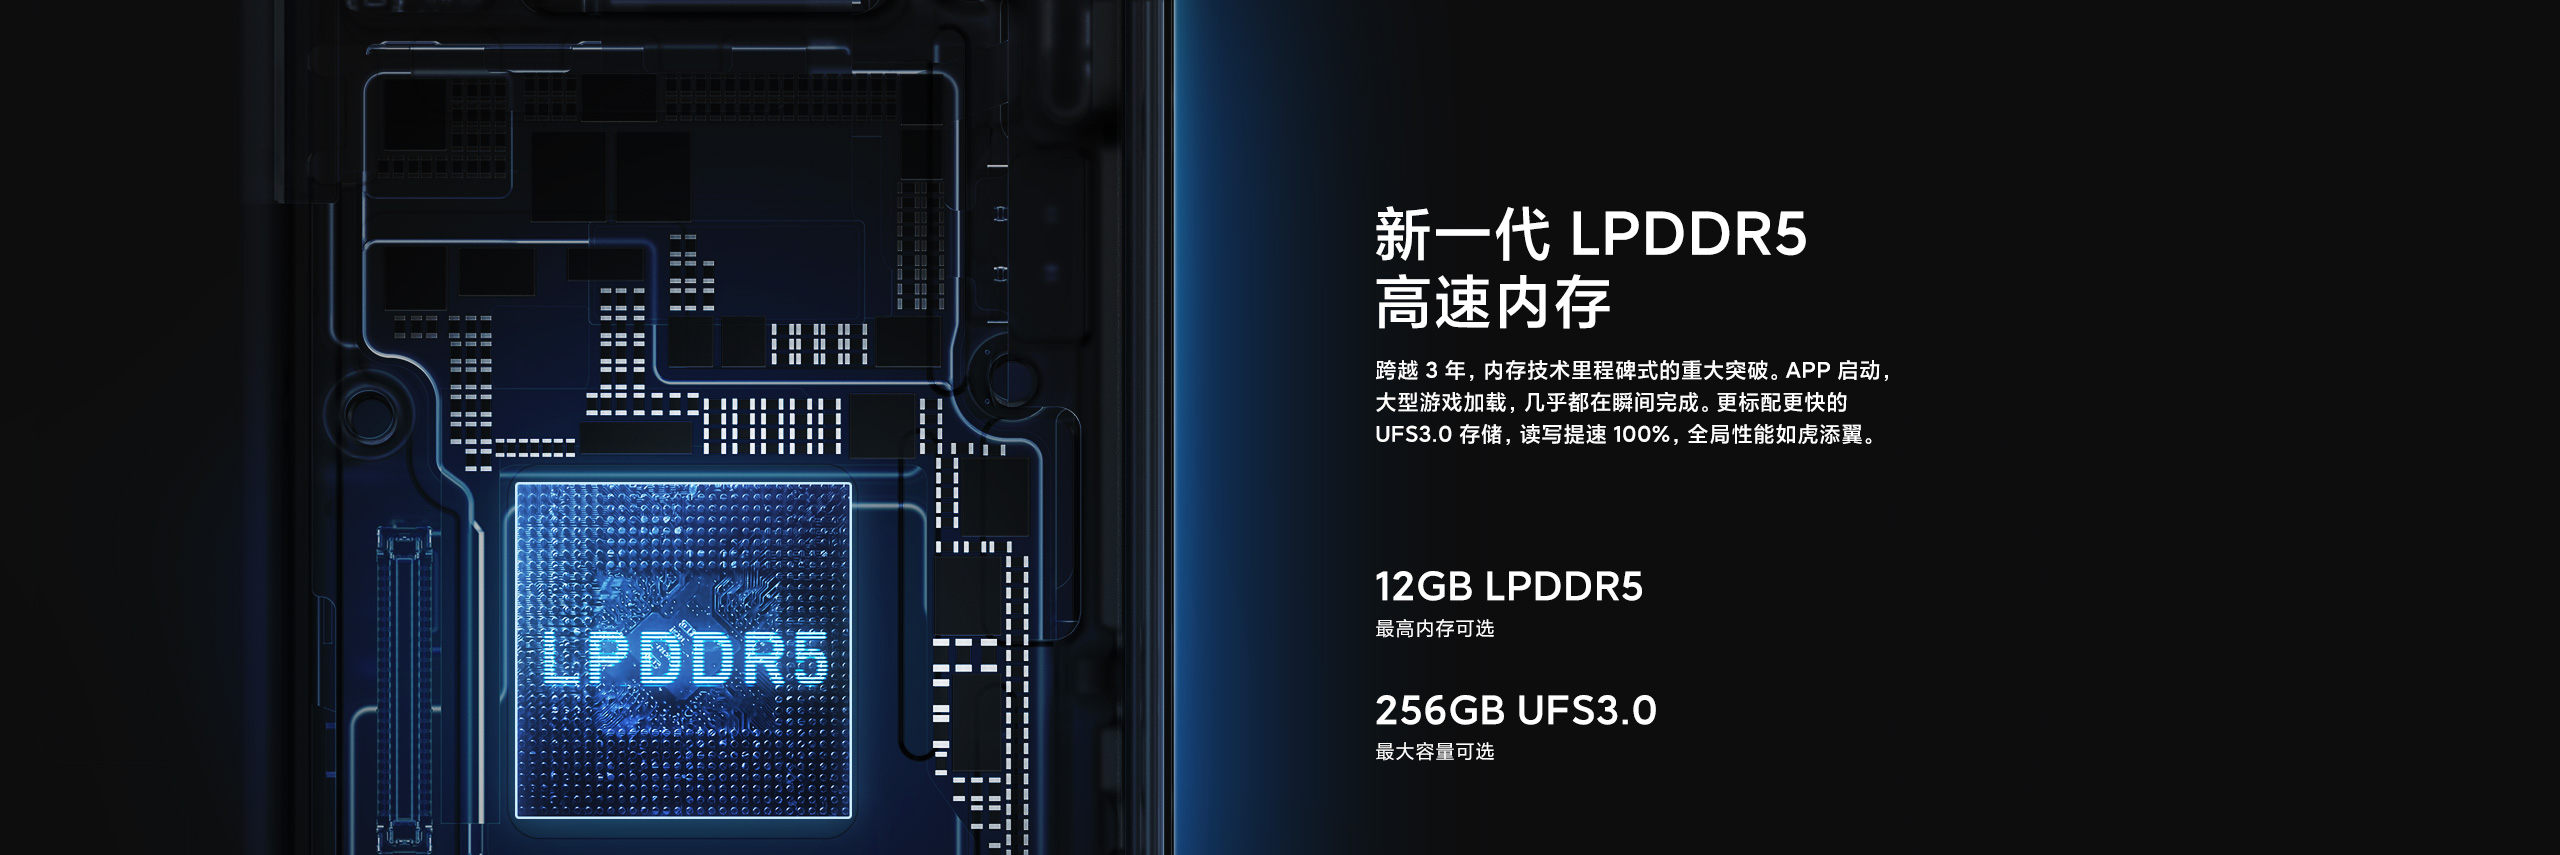 新一代 LPDDR5
高速内存
跨越 3 年，内存技术里程碑式的重大突破。APP 启动，
大型游戏加载，几乎都在瞬间完成。更标配更快的
UFS3.0 存储，读写提速 100%，全局性能如虎添翼。
12GB LPDDR5
最高内存可选
256GB UFS3.0
最大容量可选
LPDDR5